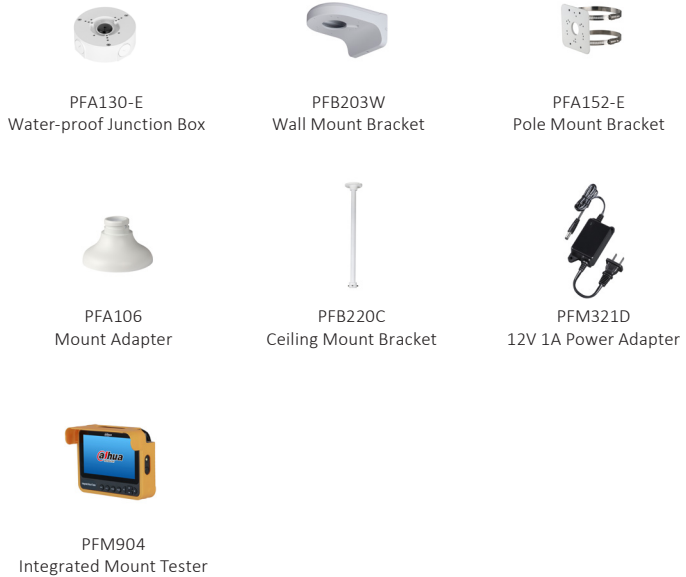 PFA130-E
Water-proof Junction Box
PFB203W
Wall Mount Bracket
PFA152-E
Pole Mount Bracket
PFA106
Mount Adapter
PFB220C
Ceiling Mount Bracket
PFM321D
12V 1A Power Adapter
alhua
PFM904
Integrated Mount Tester